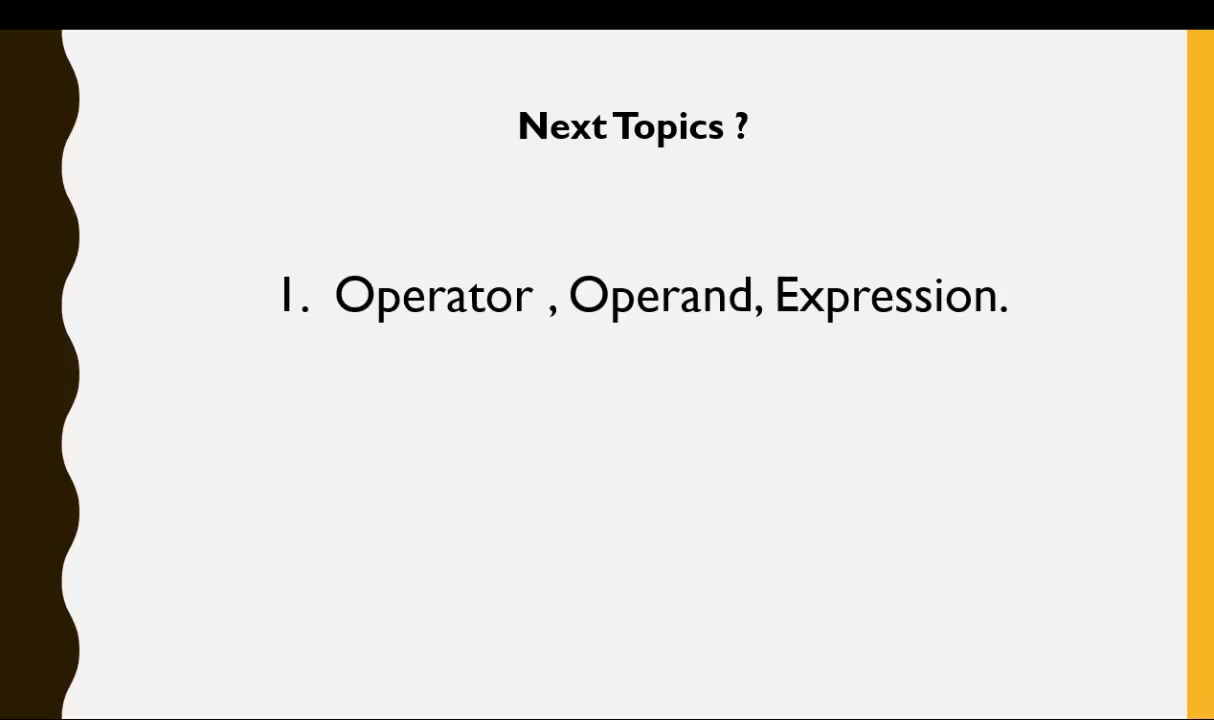 Next Topics ?
1. Operator , Operand, Expression.